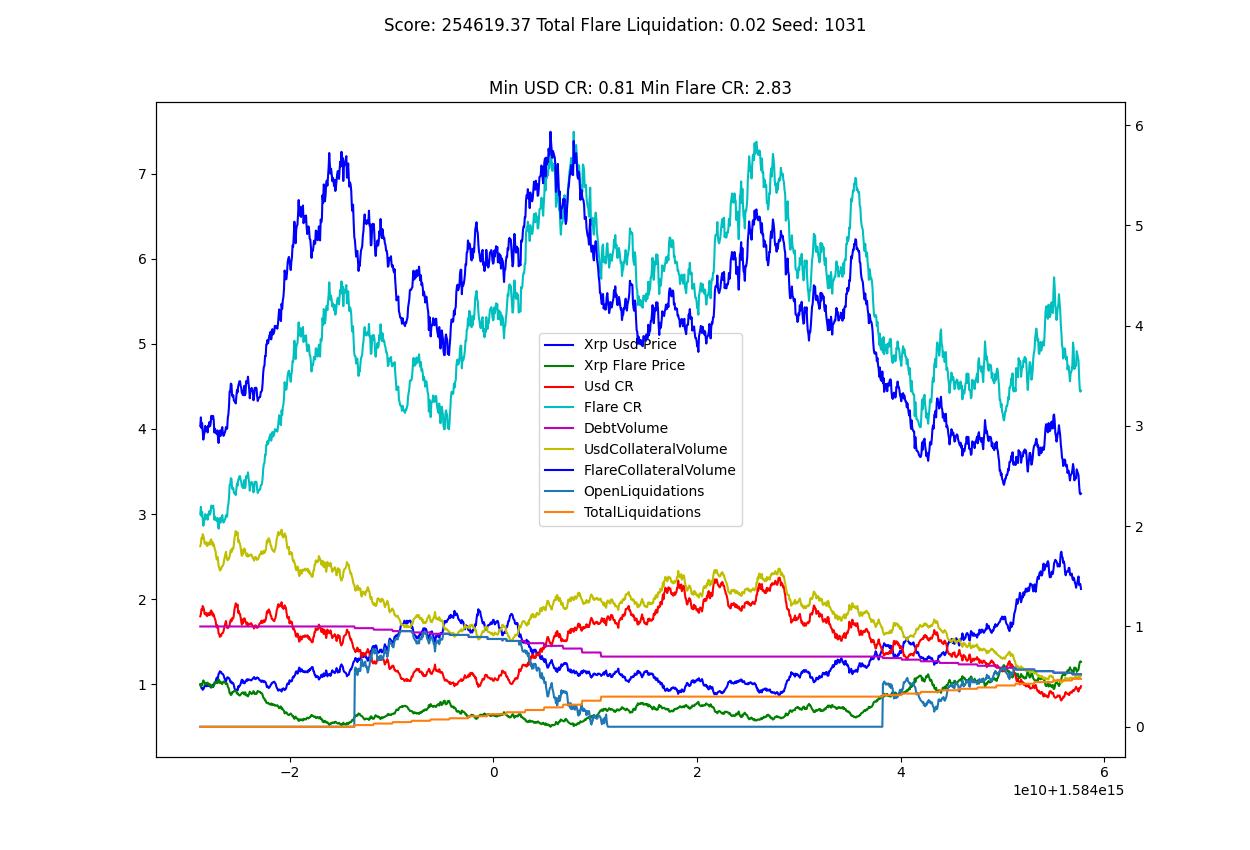 Score: 254619.37 Total Flare Liquidation: 0.02 Seed: 1031
Min USD CR: 0.81 Min Flare CR: 2.83
7
6
5
4
3
2
1
6
5
4
3
2
1
0
Xrp Usd Price
Xrp Flare Price
Usd CR
Flare CR
DebtVolume
UsdCollateralVolume
FlareCollateralVolume
OpenLiquidations
TotalLiquidations
−2 0 2 4 6
1e10+1.584e15